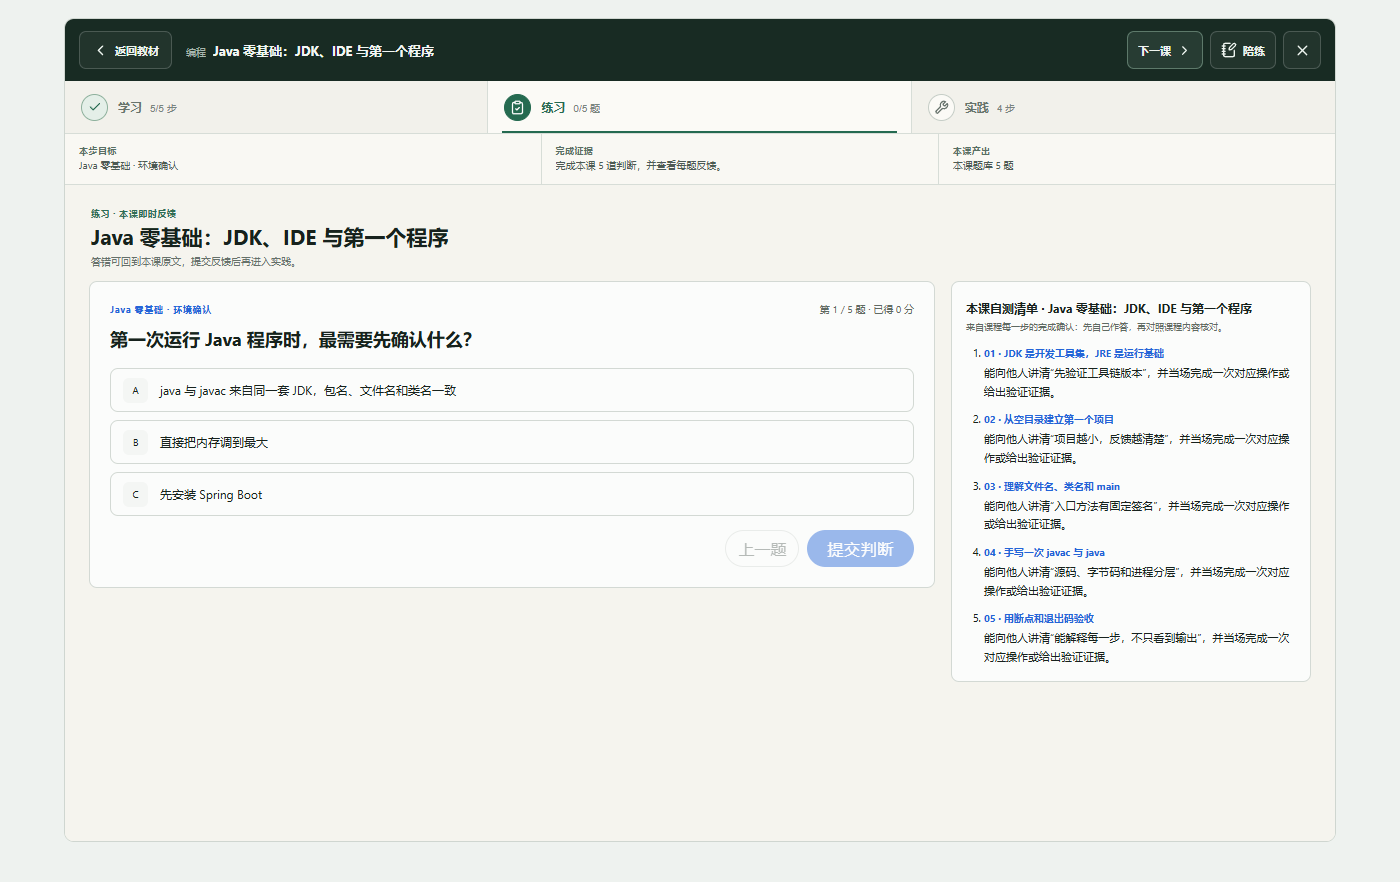 返回教材
编程 Java 零基础：JDK、IDE 与第一个程序
下一课
陪练
学习 5/5 步
练习 0/5 题
实践 4 步
本步目标
Java 零基础 · 环境确认
完成证据
完成本课 5 道判断，并查看每题反馈。
本课产出
本课题库 5 题
练习 · 本课即时反馈
Java 零基础：JDK、IDE 与第一个程序
答错可回到本课原文，提交反馈后再进入实践。
Java 零基础 · 环境确认
第 1 / 5 题 · 已得 0 分
第一次运行 Java 程序时，最需要先确认什么？
A java 与 javac 来自同一套 JDK，包名、文件名和类名一致
B 直接把内存调到最大
C 先安装 Spring Boot
上一题
提交判断
本课自测清单 · Java 零基础：JDK、IDE 与第一个程序
来自课程每一步的完成确认：先自己作答，再对照课程内容核对。
1. 01 · JDK 是开发工具集，JRE 是运行基础
能向他人讲清“先验证工具链版本”，并当场完成一次对应操作或
给出验证证据。
2. 02 · 从空目录建立第一个项目
能向他人讲清“项目越小，反馈越清楚”，并当场完成一次对应操
作或给出验证证据。
3. 03 · 理解文件名、类名和 main
能向他人讲清“入口方法有固定签名”，并当场完成一次对应操作
或给出验证证据。
4. 04 · 手写一次 javac 与 java
能向他人讲清“源码、字节码和进程分层”，并当场完成一次对应
操作或给出验证证据。
5. 05 · 用断点和退出码验收
能向他人讲清“能解释每一步，不只看到输出”，并当场完成一次
对应操作或给出验证证据。